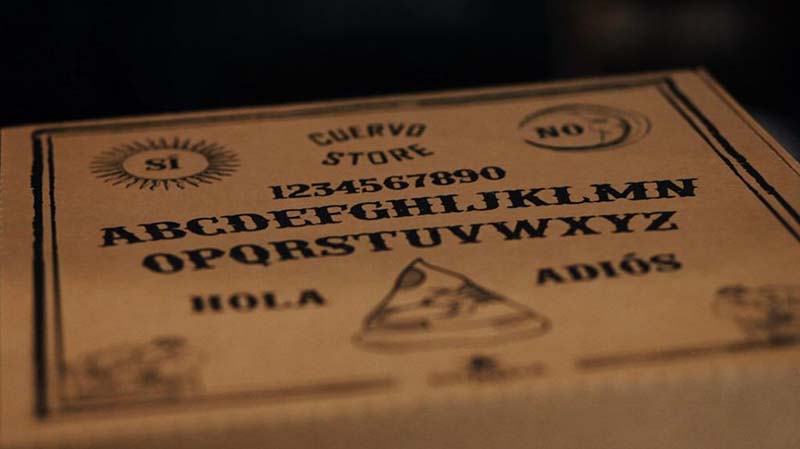 SÍ
CUERVO
STORE
NO
1234567890
ABCDEFGHIJKLMN
OPQRSTUVWXYZ
HOLA
ADIÓS